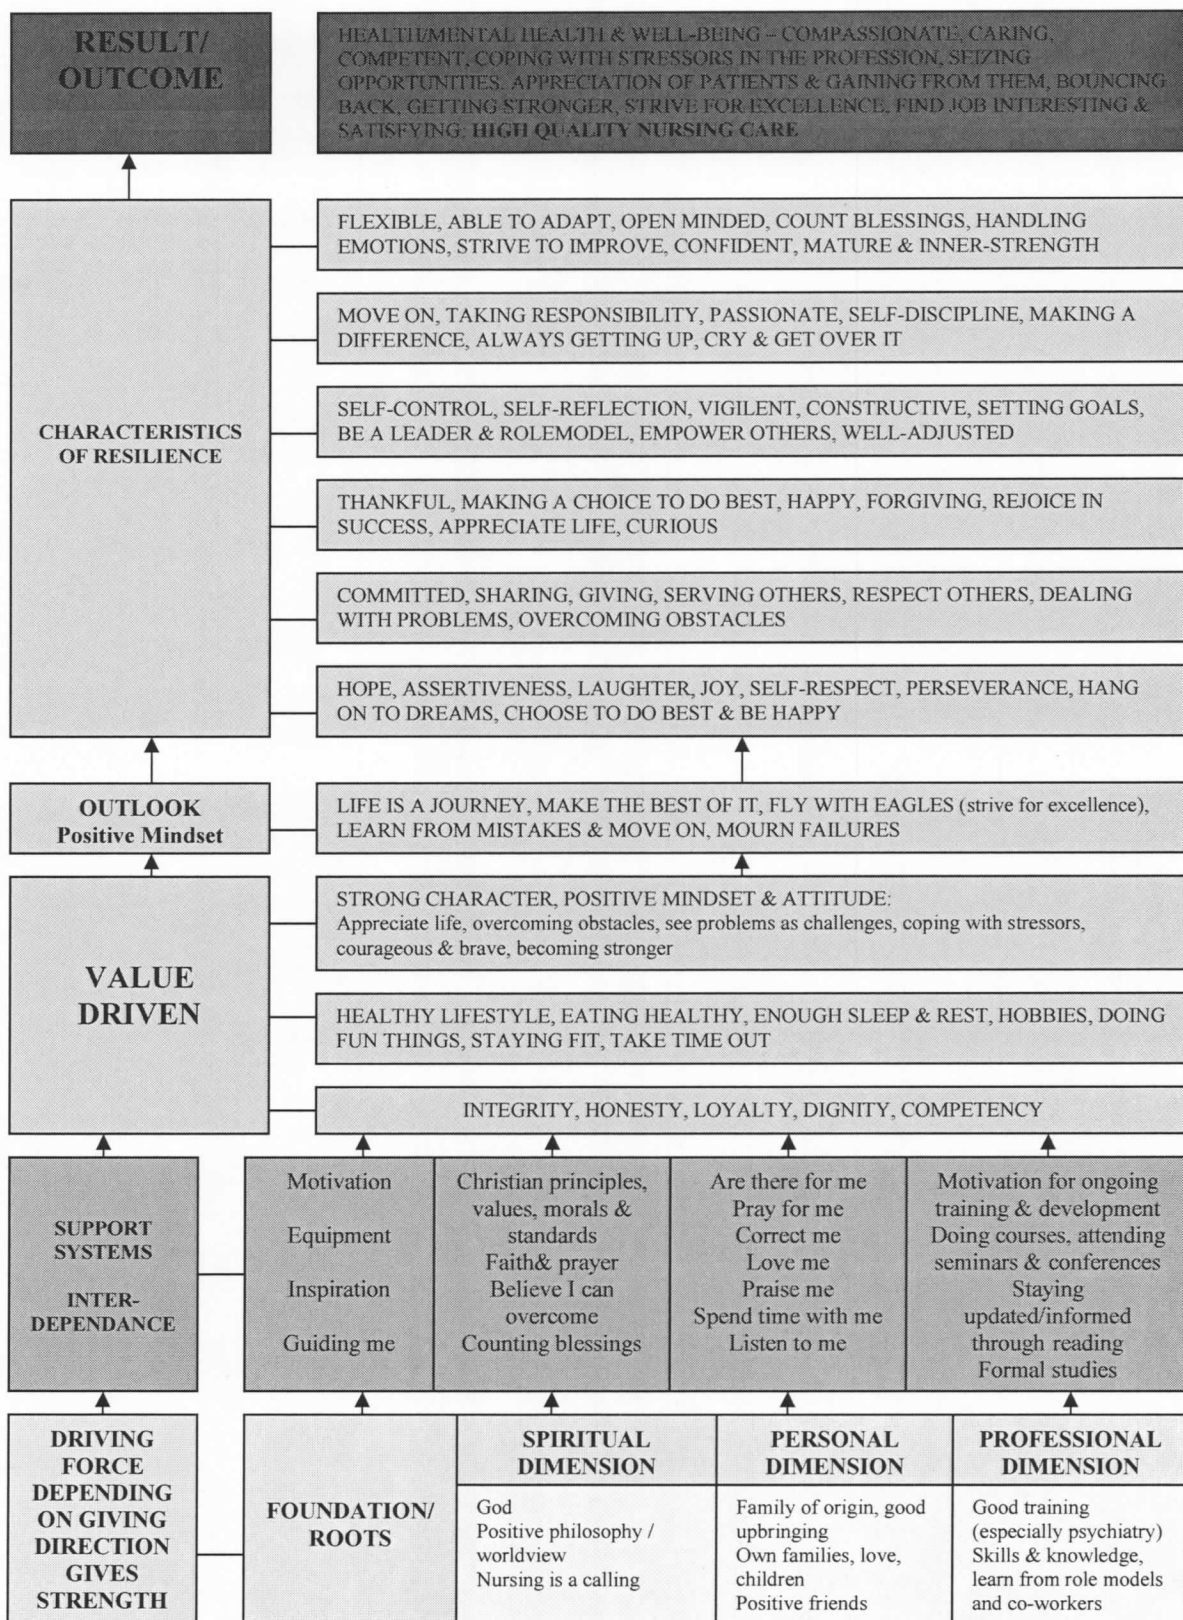 RESULT/
OUTCOME
HEALTH/MENTAL HEALTH & WELL-BEING – COMPASSIONATE, CARING,
COMPETENT, COPING WITH STRESSORS IN THE PROFESSION, SEIZING
OPPORTUNITIES. APPRECIATION OF PATIENTS & GAINING FROM THEM, BOUNCING
BACK, GETTING STRONGER, STRIVE FOR EXCELLENCE. FIND JOB INTERESTING &
SATISFYING: HIGH QUALITY NURSING CARE
CHARACTERISTICS
OF RESILIENCE
FLEXIBLE, ABLE TO ADAPT, OPEN MINDED, COUNT BLESSINGS, HANDLING
EMOTIONS, STRIVE TO IMPROVE, CONFIDENT, MATURE & INNER-STRENGTH
MOVE ON, TAKING RESPONSIBILITY, PASSIONATE, SELF-DISCIPLINE, MAKING A
DIFFERENCE, ALWAYS GETTING UP, CRY & GET OVER IT
SELF-CONTROL, SELF-REFLECTION, VIGILENT, CONSTRUCTIVE, SETTING GOALS,
BE A LEADER & ROLEMODEL, EMPOWER OTHERS, WELL-ADJUSTED
THANKFUL, MAKING A CHOICE TO DO BEST, HAPPY, FORGIVING, REJOICE IN
SUCCESS, APPRECIATE LIFE, CURIOUS
COMMITTED, SHARING, GIVING, SERVING OTHERS, RESPECT OTHERS, DEALING
WITH PROBLEMS, OVERCOMING OBSTACLES
HOPE, ASSERTIVENESS, LAUGHTER, JOY, SELF-RESPECT, PERSEVERANCE, HANG
ON TO DREAMS, CHOOSE TO DO BEST & BE HAPPY
OUTLOOK
Positive Mindset
LIFE IS A JOURNEY, MAKE THE BEST OF IT, FLY WITH EAGLES (strive for excellence),
LEARN FROM MISTAKES & MOVE ON, MOURN FAILURES
VALUE
DRIVEN
STRONG CHARACTER, POSITIVE MINDSET & ATTITUDE:
Appreciate life, overcoming obstacles, see problems as challenges, coping with stressors,
courageous & brave, becoming stronger
HEALTHY LIFESTYLE, EATING HEALTHY, ENOUGH SLEEP & REST, HOBBIES, DOING
FUN THINGS, STAYING FIT, TAKE TIME OUT
INTEGRITY, HONESTY, LOYALTY, DIGNITY, COMPETENCY
SUPPORT
SYSTEMS
INTER-
DEPENDANCE
Motivation
Equipment
Inspiration
Guiding me
Christian principles,
values, morals &
standards
Faith& prayer
Believe I can
overcome
Counting blessings
Are there for me
Pray for me
Correct me
Love me
Praise me
Spend time with me
Listen to me
Motivation for ongoing
training & development
Doing courses, attending
seminars & conferences
Staying
updated/informed
through reading
Formal studies
DRIVING
FORCE
DEPENDING
ON GIVING
DIRECTION
GIVES
STRENGTH
FOUNDATION/
ROOTS
SPIRITUAL
DIMENSION
God
Positive philosophy /
worldview
Nursing is a calling
PERSONAL
DIMENSION
Family of origin, good
upbringing
Own families, love,
children
Positive friends
PROFESSIONAL
DIMENSION
Good training
(especially psychiatry)
Skills & knowledge,
learn from role models
and co-workers